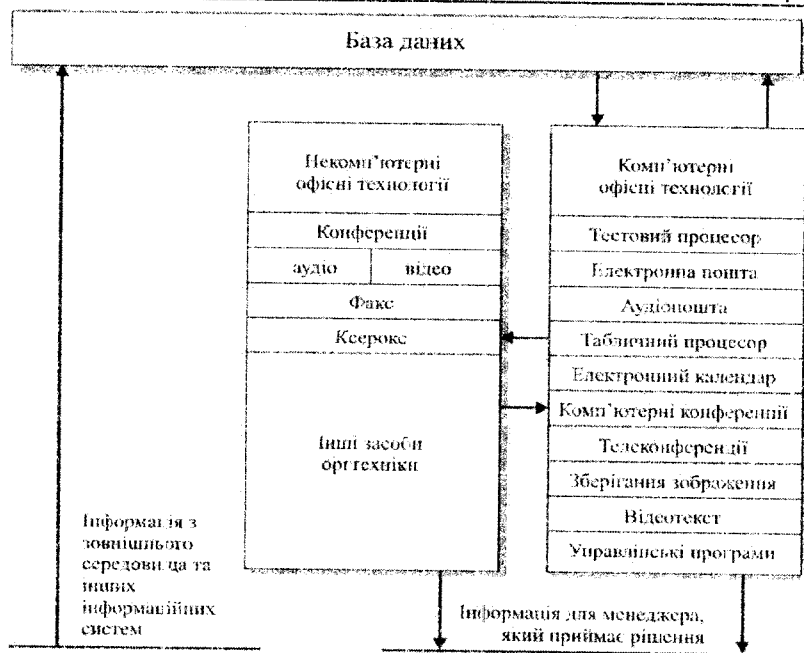 База даних
Некомп’ютерні
офісні технології
Конференції
аудіо
відео
Факс
Ксерокс
Інші засоби
оргтехніки
Комп’ютерні
офісні технології
Тестовий процесор
Електронна пошта
Аудіопошта
Табличний процесор
Електронний календар
Комп’ютерні конференції
Телеконференції
Зберігання зображення
Відеотекст
Управлінські програми
Інформація з
зовнішнього
середовища та
інших
інформаційних
систем
Інформація для менеджера,
який приймає рішення